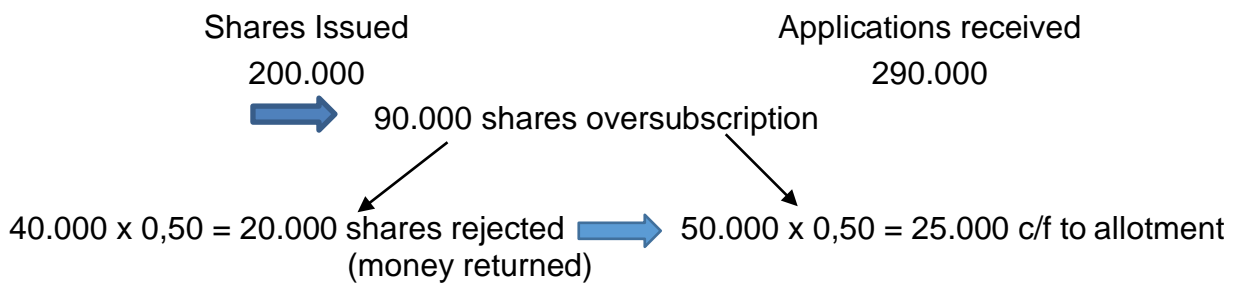 Shares Issued Applications received
200.000 290.000
90.000 shares oversubscription
40.000 x 0,50 = 20.000 shares rejected 50.000 x 0,50 = 25.000 c/f to allotment
(money returned)